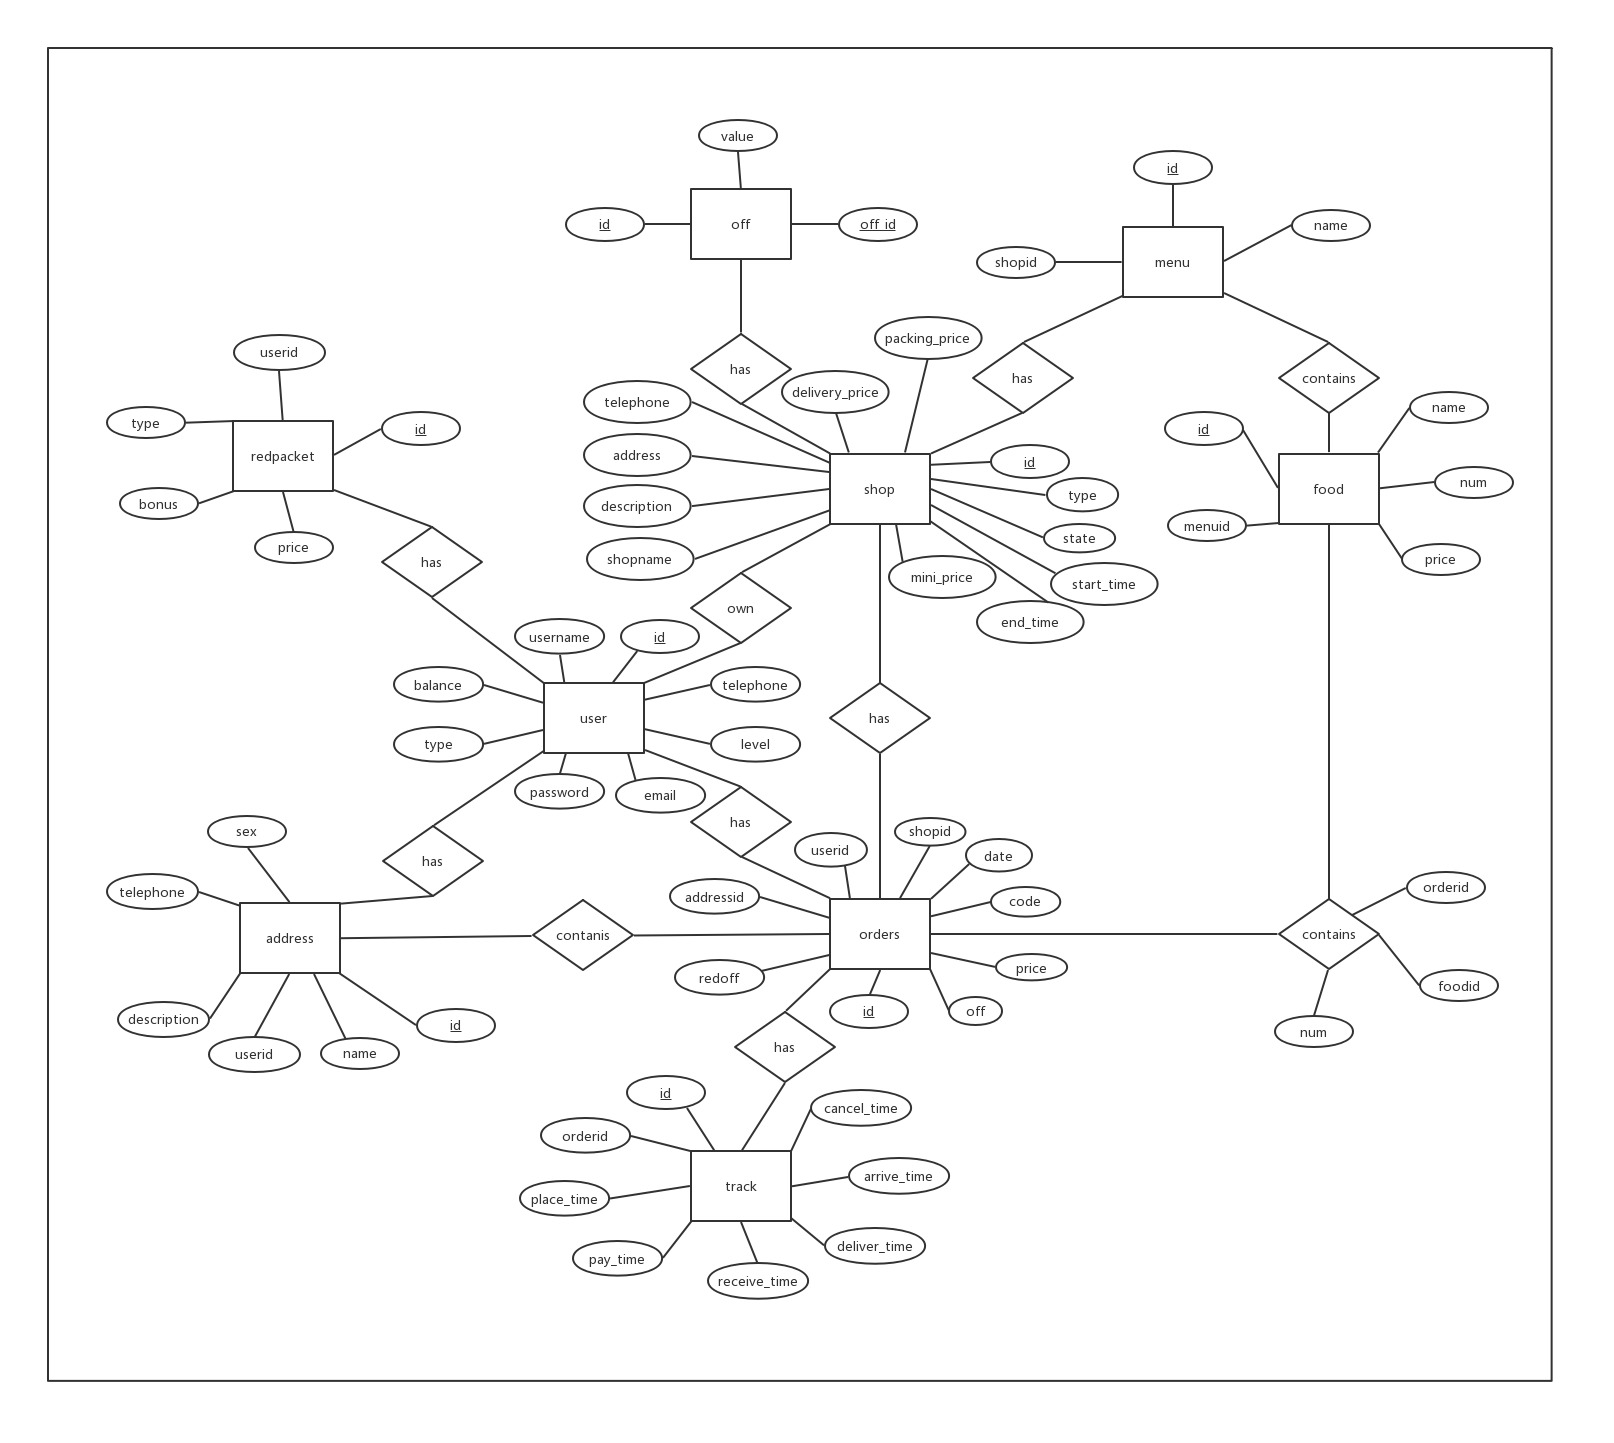 value
id
off
off_id
id
name
shopid
menu
packing_price
userid
has
delivery_price
has
contains
telephone
type
id
redpacket
bonus
price
address
description
shopname
shop
id
type
state
start_time
mini_price
end_time
id
name
food
num
menuid
price
has
own
username
id
balance
telephone
user
type
level
password
email
has
has
has
sex
telephone
address
description
userid
name
id
contanis
userid
shopid
date
addressid
code
orders
redoff
price
id
off
orderid
contains
foodid
num
has
id
cancel_time
orderid
arrive_time
track
place_time
deliver_time
pay_time
receive_time